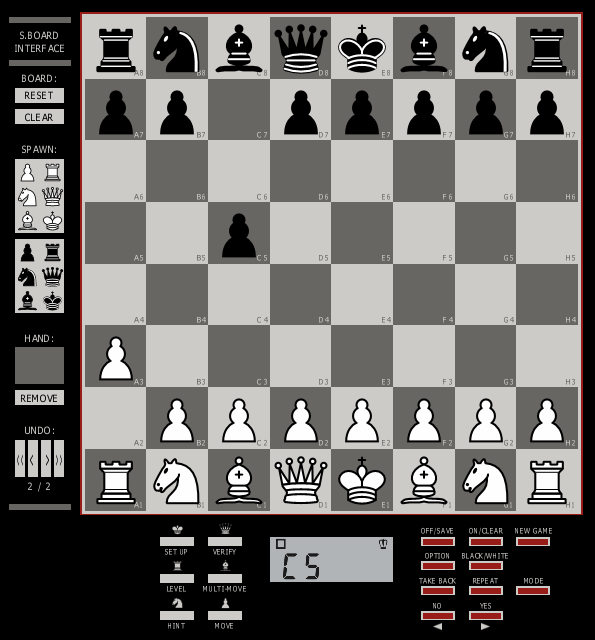 S.BOARD
INTERFACE
BOARD:
RESET
CLEAR
SPAWN:
HAND:
REMOVE
UNDO:
⟨⟨ ⟨ ⟩ ⟩⟩
2 / 2
A8 B8 C8 D8 E8 F8 G8 H8
A7 B7 C7 D7 E7 F7 G7 H7
A6 B6 C6 D6 E6 F6 G6 H6
A5 B5 C5 D5 E5 F5 G5 H5
A4 B4 C4 D4 E4 F4 G4 H4
A3 B3 C3 D3 E3 F3 G3 H3
A2 B2 C2 D2 E2 F2 G2 H2
A1 B1 C1 D1 E1 F1 G1 H1
SET UP VERIFY
LEVEL MULTI-MOVE
HINT MOVE
C5
OFF/SAVE ON/CLEAR NEW GAME
OPTION BLACK/WHITE
TAKE BACK REPEAT MODE
NO YES